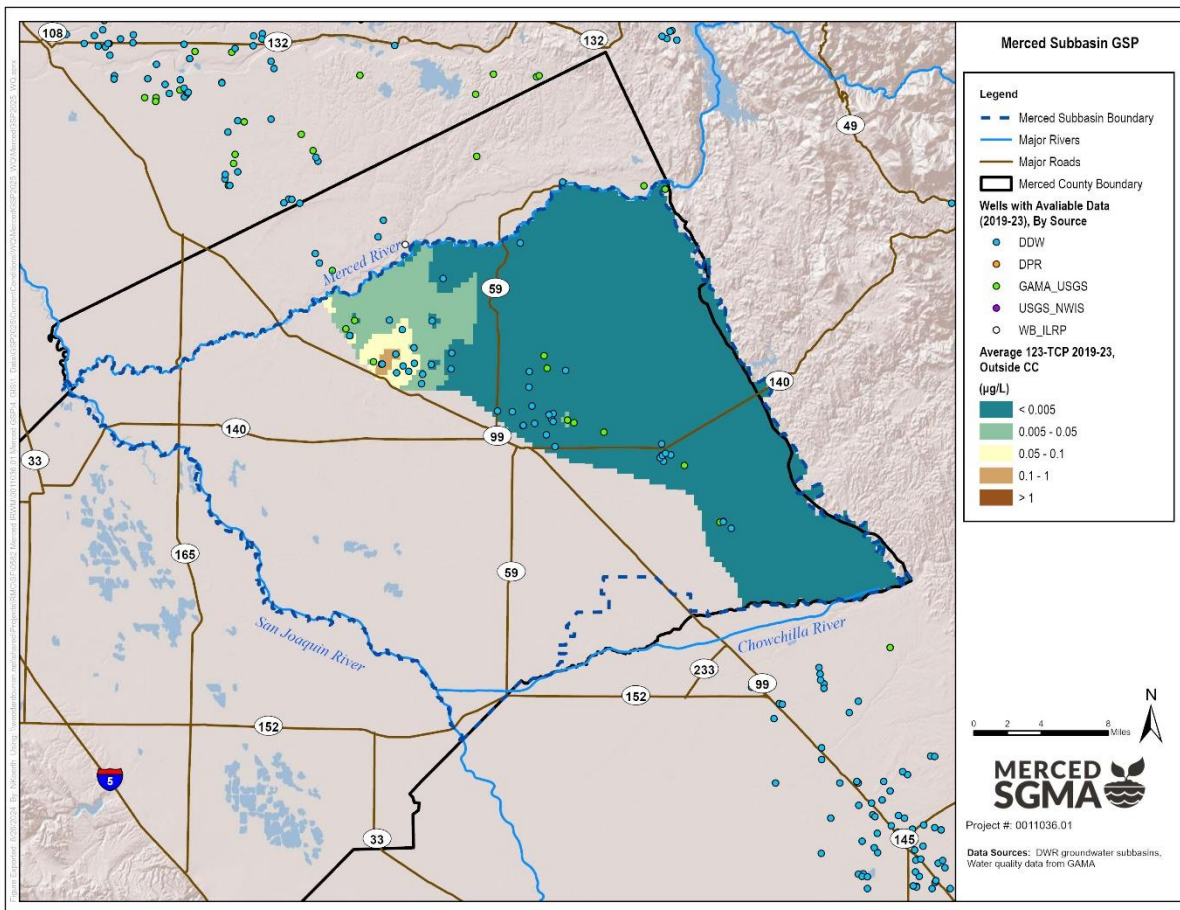 Merced Subbasin GSP
Legend
Merced Subbasin Boundary
Major Rivers
Major Roads
Merced County Boundary
Wells with Avaliable Data
(2019-23), By Source
DDW
DPR
GAMA_USGS
USGS_NWIS
WB_ILRP
Average 123-TCP 2019-23,
Outside CC
(µg/L)
< 0.005
0.005 - 0.05
0.05 - 0.1
0.1 - 1
> 1
N
0 2 4 8
Miles
MERCED
SGMA
Project #: 0011036.01
Data Sources: DWR groundwater subbasins,
Water quality data from GAMA
108
132
132
49
Merced River
59
140
140
99
33
165
59
San Joaquin River
Chowchilla River
233
99
152
152
5
33
145